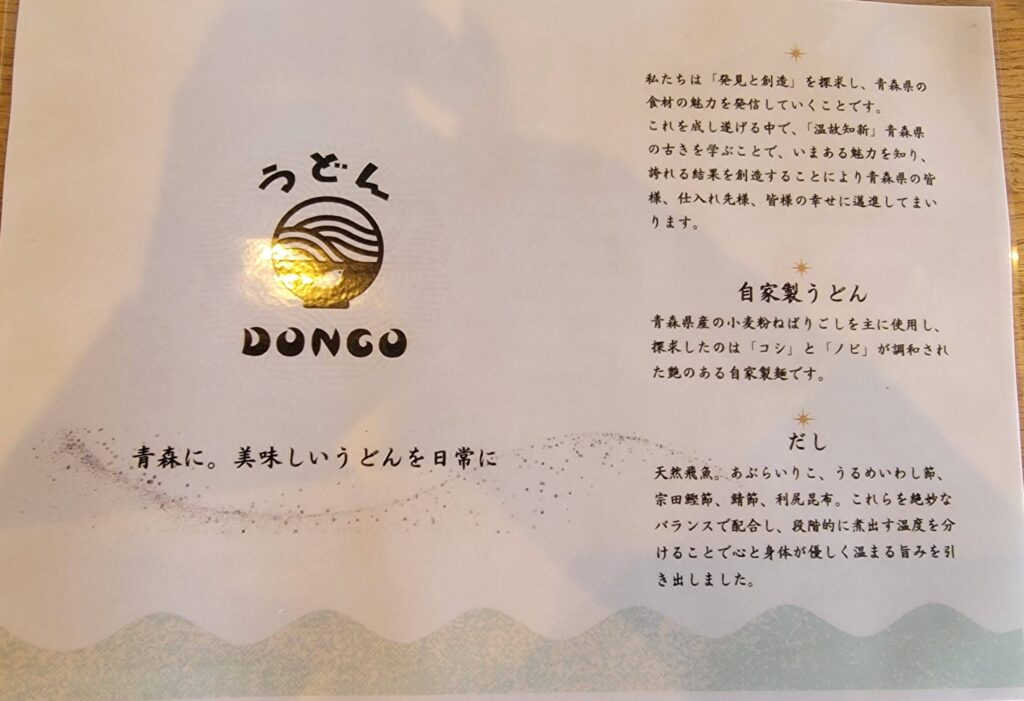 うどん
DONGO
青森に。美味しいうどんを日常に
私たちは「発見と創造」を探求し、青森県の
食材の魅力を発信していくことです。
これを成し遂げる中で、「温故知新」青森県
の古きを学ぶことで、いまある魅力を知り、
誇れる結果を創造することにより青森県の皆
様、仕入れ先様、皆様の幸せに邁進してまい
ります。
自家製うどん
青森県産の小麦粉ねばりごしを主に使用し、
探求したのは「コシ」と「ノビ」が調和され
た艶のある自家製麺です。
だし
天然飛魚。あぶらいりこ、うるめいわし節、
宗田鰹節、鯖節、利尻昆布。これらを絶妙な
バランスで配合し、段階的に煮出す温度を分
けることで心と身体が優しく温まる旨みを引
き出しました。